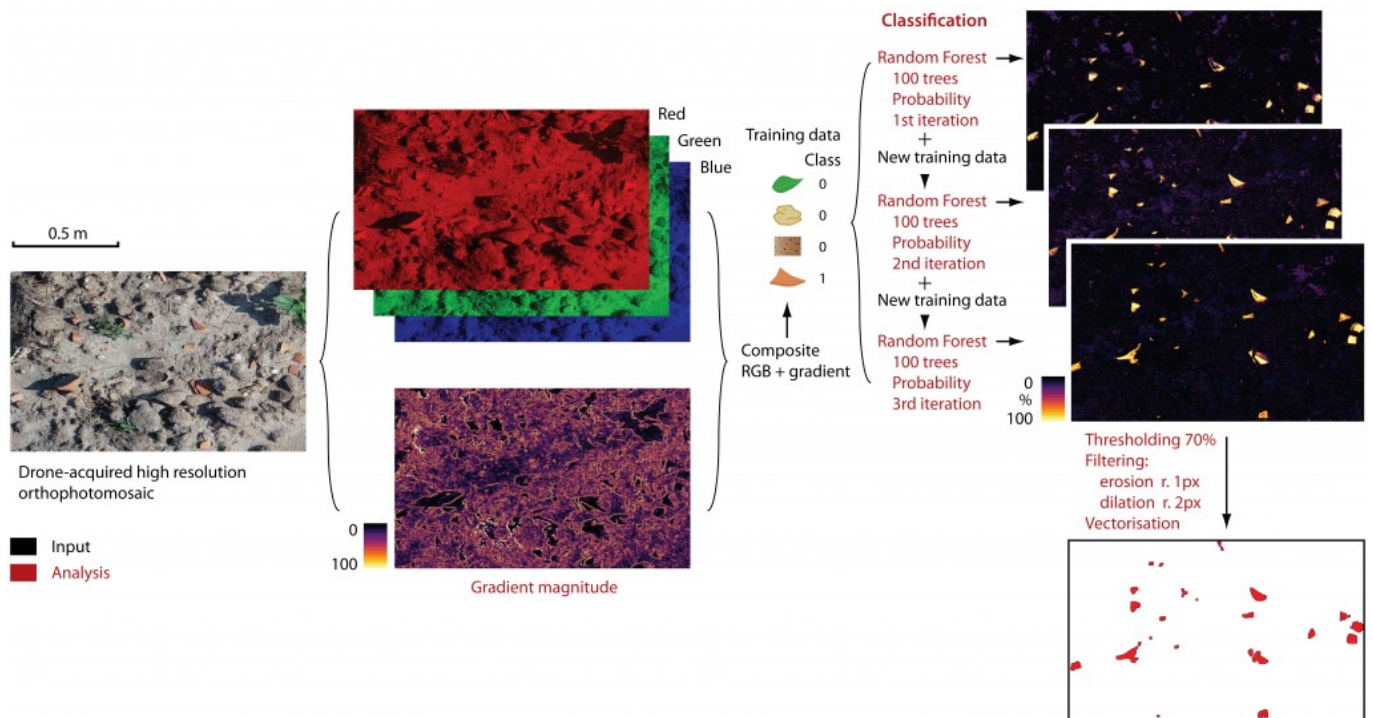 0.5 m
Drone-acquired high resolution
orthophotomosaic
Input
Analysis
Red
Green
Blue
0
100
Gradient magnitude
Training data
Class
0
0
0
1
Composite
RGB + gradient
Classification
Random Forest
100 trees
Probability
1st iteration
+
New training data
Random Forest
100 trees
Probability
2nd iteration
+
New training data
Random Forest
100 trees
Probability
3rd iteration
0
%
100
Thresholding 70%
Filtering:
erosion r. 1px
dilation r. 2px
Vectorisation